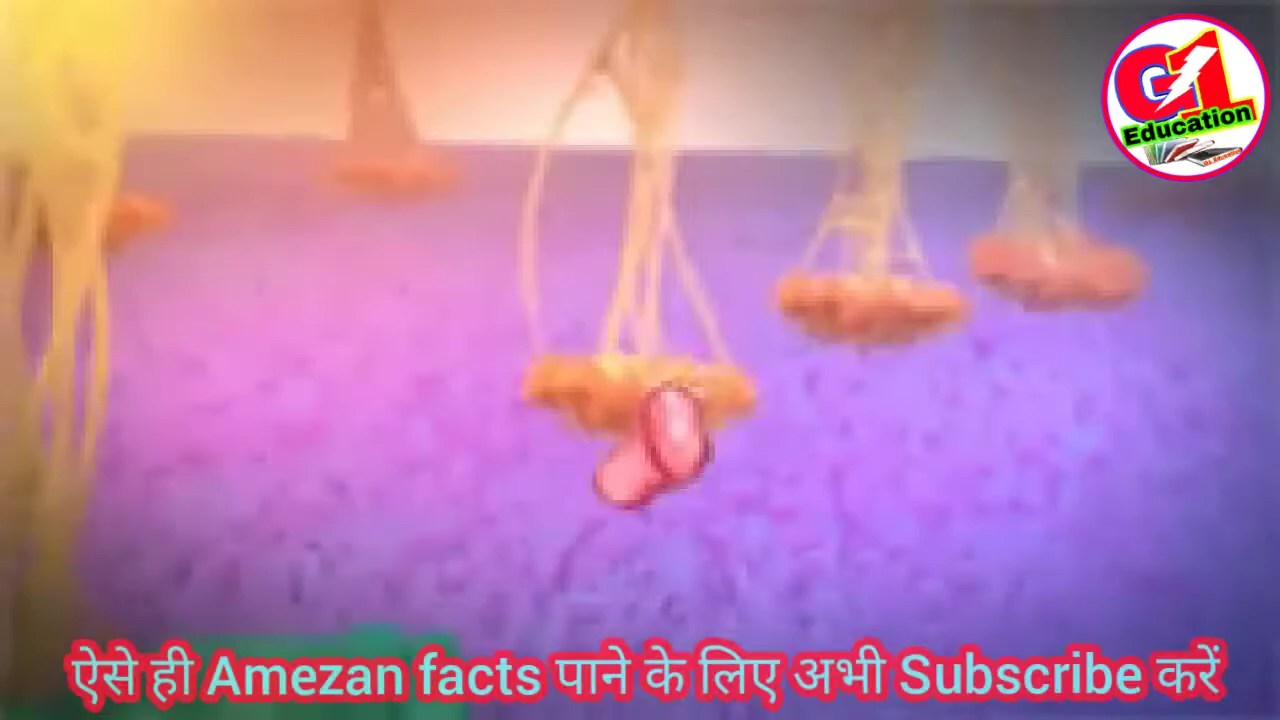 G1
Education
ऐसे ही Amezan facts पाने के लिए अभी Subscribe करें